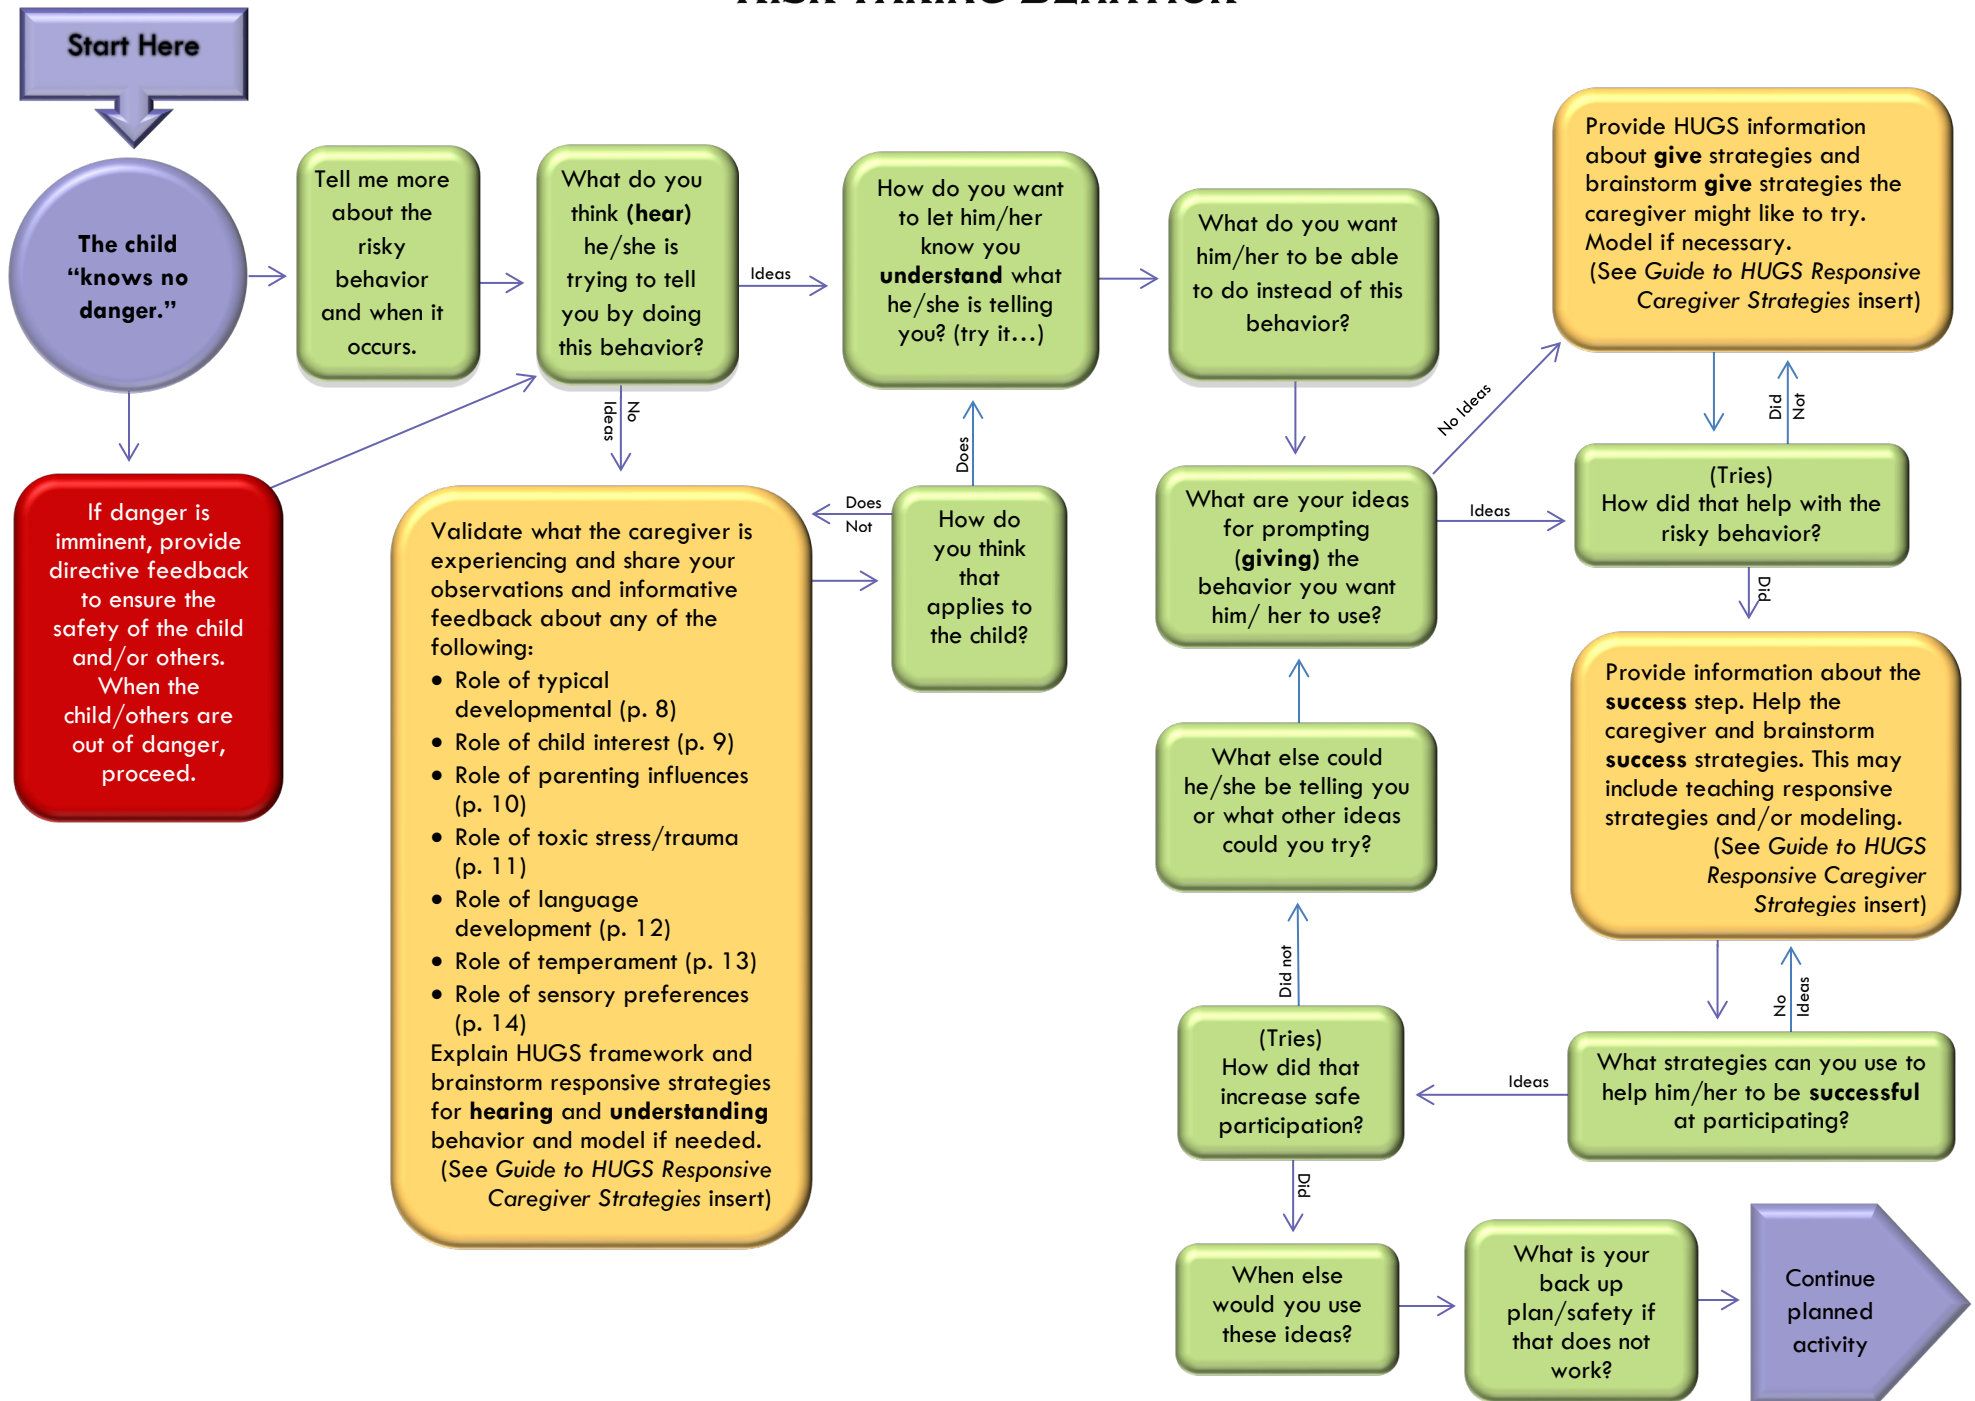 RISK-TAKING BEHAVIOR
Start Here
The child
“knows no
danger.”
Tell me more
about the
risky
behavior
and when it
occurs.
What do you
think (hear)
he/she is
trying to tell
you by doing
this behavior?
Ideas
No
Ideas
How do you want
to let him/her
know you
understand what
he/she is telling
you? (try it…)
What do you want
him/her to be able
to do instead of this
behavior?
No Ideas
Provide HUGS information
about give strategies and
brainstorm give strategies the
caregiver might like to try.
Model if necessary.
(See Guide to HUGS Responsive
Caregiver Strategies insert)
Did
Not
If danger is
imminent, provide
directive feedback
to ensure the
safety of the child
and/or others.
When the
child/others are
out of danger,
proceed.
Validate what the caregiver is
experiencing and share your
observations and informative
feedback about any of the
following:
• Role of typical
developmental (p. 8)
• Role of child interest (p. 9)
• Role of parenting influences
(p. 10)
• Role of toxic stress/trauma
(p. 11)
• Role of language
development (p. 12)
• Role of temperament (p. 13)
• Role of sensory preferences
(p. 14)
Explain HUGS framework and
brainstorm responsive strategies
for hearing and understanding
behavior and model if needed.
(See Guide to HUGS Responsive
Caregiver Strategies insert)
Does
Not
Does
How do
you think
that
applies to
the child?
What are your ideas
for prompting
(giving) the
behavior you want
him/ her to use?
Ideas
(Tries)
How did that help with the
risky behavior?
Did
Provide information about the
success step. Help the
caregiver and brainstorm
success strategies. This may
include teaching responsive
strategies and/or modeling.
(See Guide to HUGS
Responsive Caregiver
Strategies insert)
No
Ideas
What else could
he/she be telling you
or what other ideas
could you try?
Did not
(Tries)
How did that
increase safe
participation?
Ideas
What strategies can you use to
help him/her to be successful
at participating?
Did
When else
would you use
these ideas?
What is your
back up
plan/safety if
that does not
work?
Continue
planned
activity